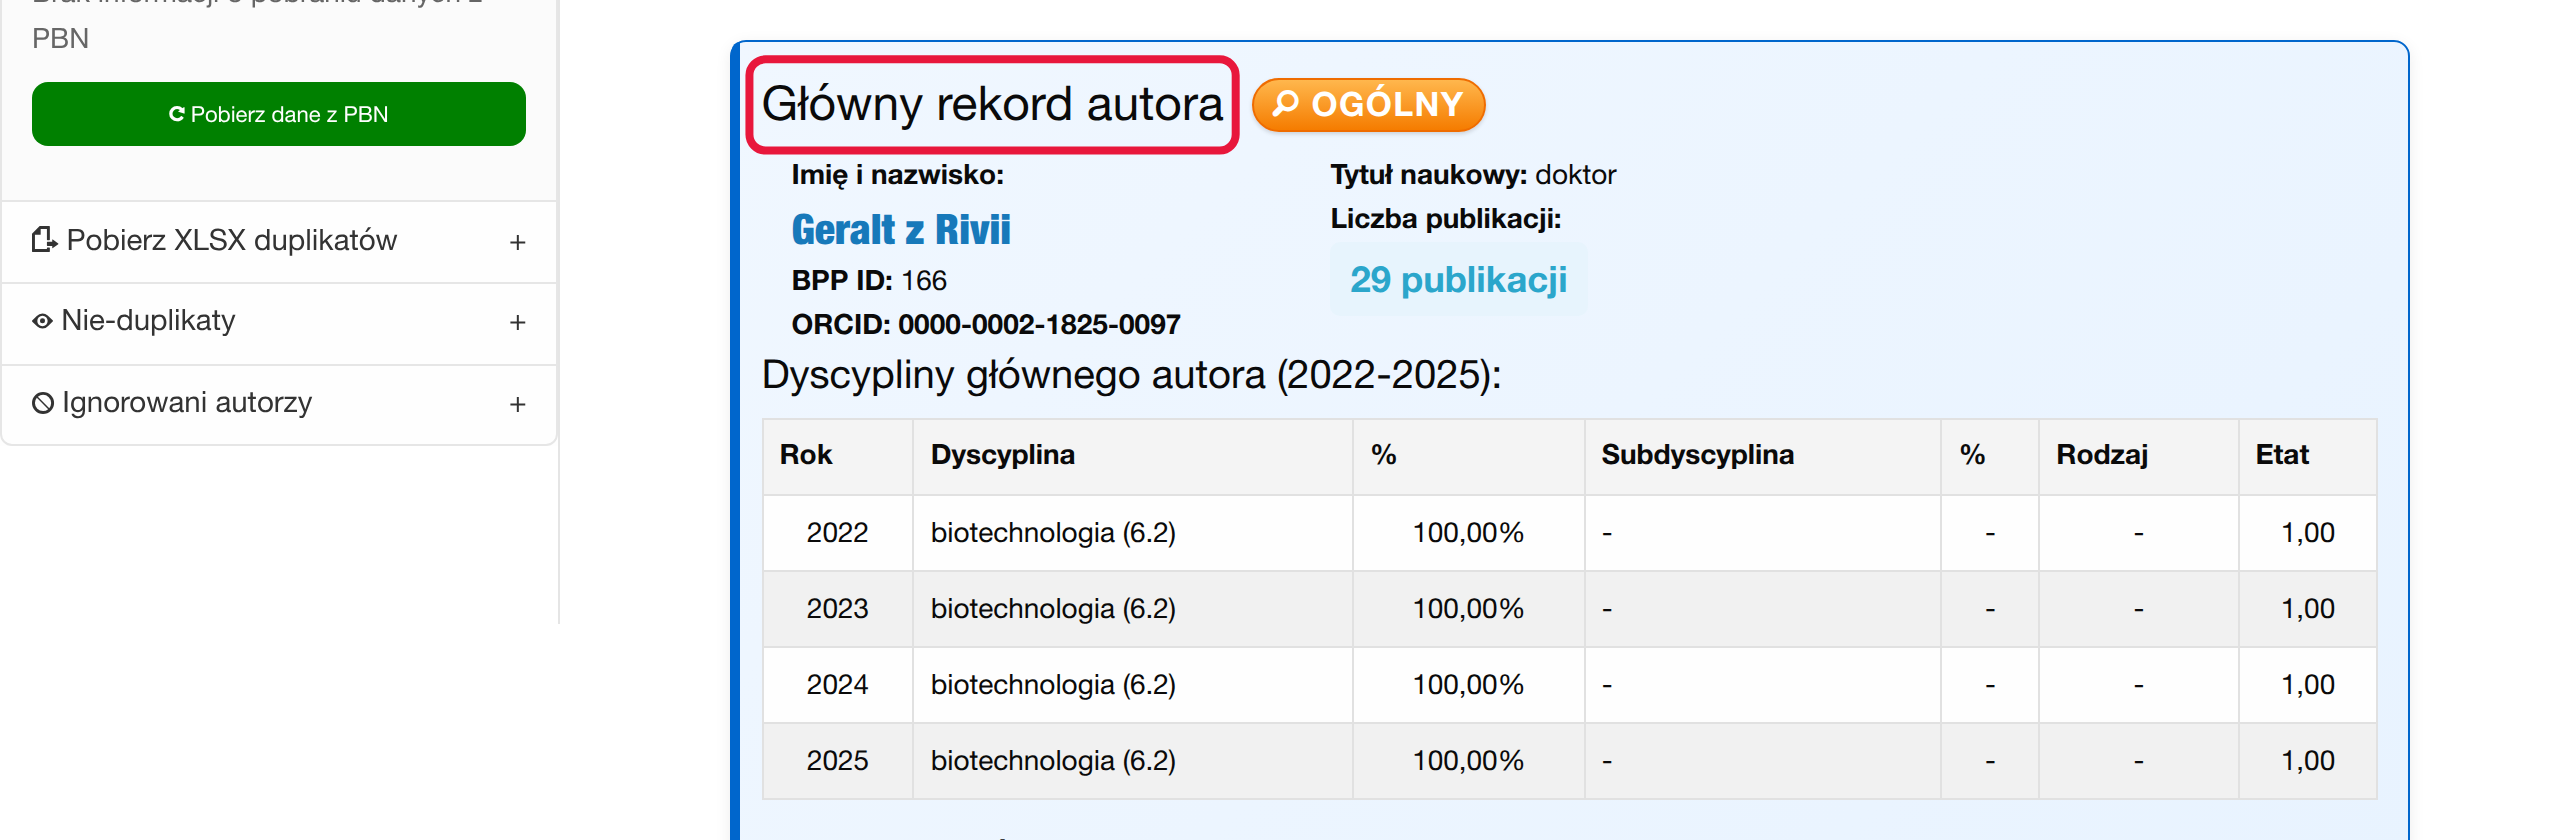 PBN
Pobierz dane z PBN
Pobierz XLSX duplikatów +
Nie-duplikaty +
Ignorowani autorzy +
Główny rekord autora OGÓLNY
Imię i nazwisko:
Geralt z Rivii
BPP ID: 166
ORCID: 0000-0002-1825-0097
Tytuł naukowy: doktor
Liczba publikacji:
29 publikacji
Dyscypliny głównego autora (2022-2025):
Rok Dyscyplina % Subdyscyplina % Rodzaj Etat
2022 biotechnologia (6.2) 100,00% - - - 1,00
2023 biotechnologia (6.2) 100,00% - - - 1,00
2024 biotechnologia (6.2) 100,00% - - - 1,00
2025 biotechnologia (6.2) 100,00% - - - 1,00